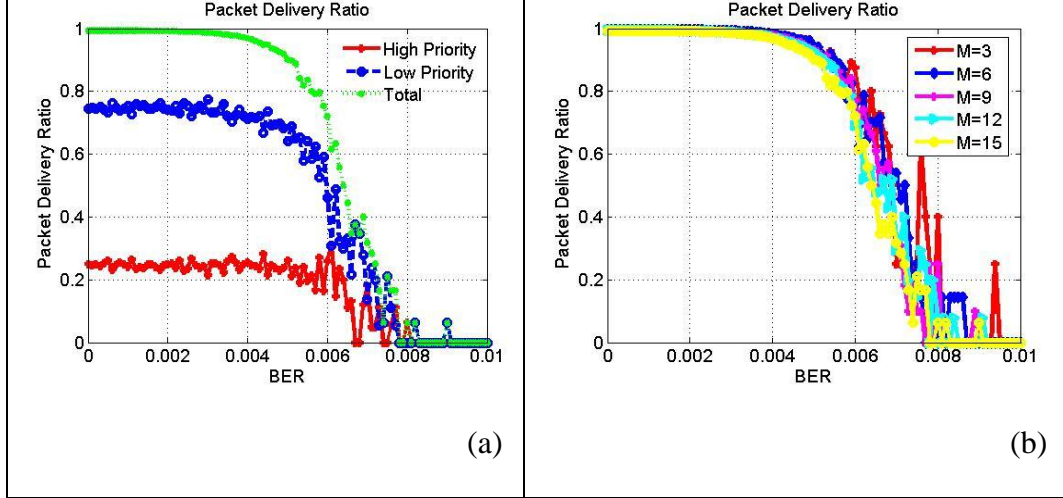 Packet Delivery Ratio
Packet Delivery Ratio
1
0.8
0.6
0.4
0.2
0
0 0.002 0.004 0.006 0.008 0.01
BER
High Priority
Low Priority
Total
(a)
Packet Delivery Ratio
Packet Delivery Ratio
1
0.8
0.6
0.4
0.2
0
0 0.002 0.004 0.006 0.008 0.01
BER
M=3
M=6
M=9
M=12
M=15
(b)